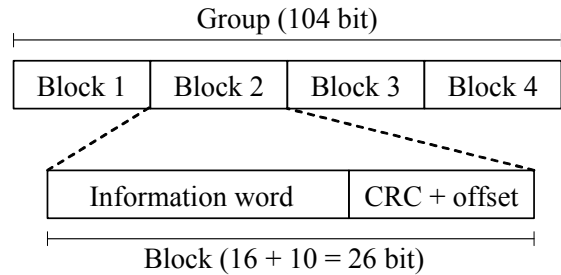 Group (104 bit)
Block 1 Block 2 Block 3 Block 4
Information word CRC + offset
Block (16 + 10 = 26 bit)